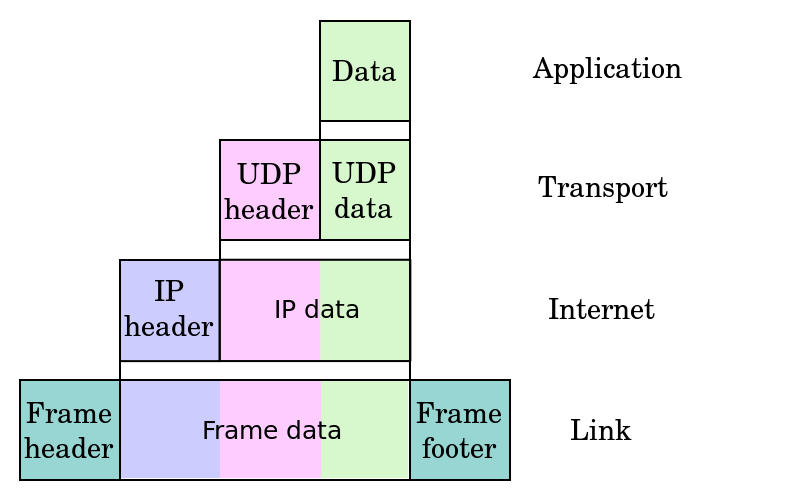 Data
Application
UDP
header
UDP
data
Transport
IP
header
IP data
Internet
Frame
header
Frame data
Frame
footer
Link